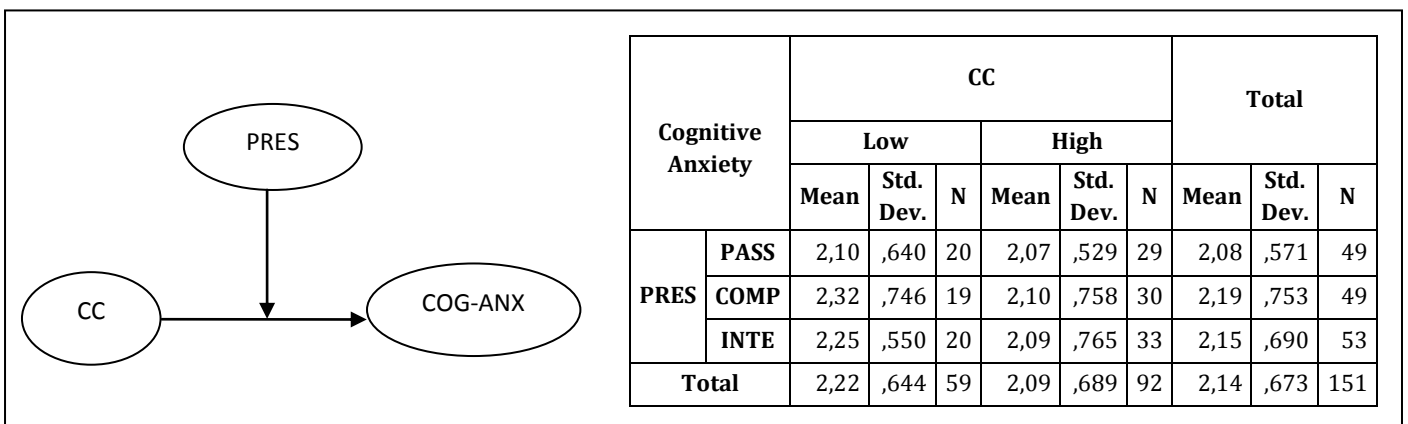 PRES
CC
COG-ANX
Cognitive Anxiety CC Total
Low High
Mean Std. Dev. N Mean Std. Dev. N Mean Std. Dev. N
PRES PASS 2,10 ,640 20 2,07 ,529 29 2,08 ,571 49
COMP 2,32 ,746 19 2,10 ,758 30 2,19 ,753 49
INTE 2,25 ,550 20 2,09 ,765 33 2,15 ,690 53
Total 2,22 ,644 59 2,09 ,689 92 2,14 ,673 151